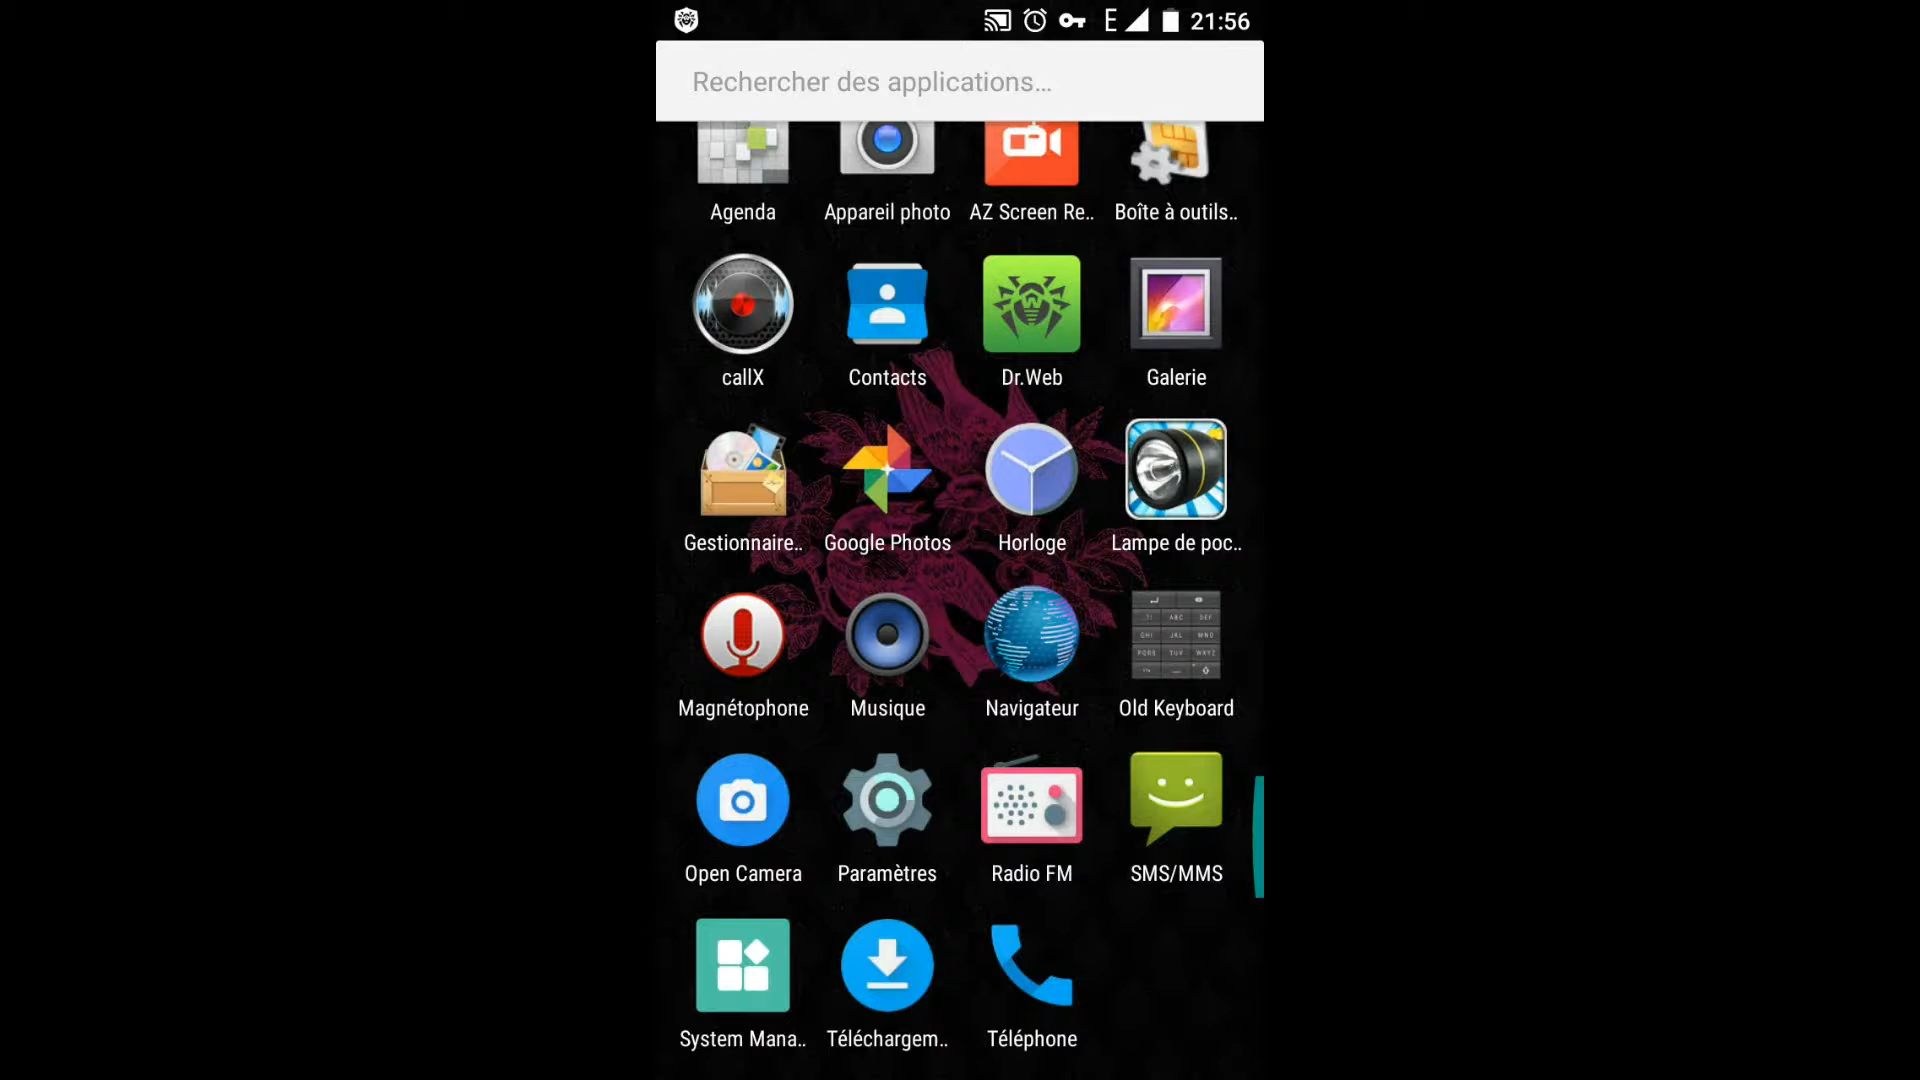 E 21:56
Rechercher des applications...
Agenda Appareil photo AZ Screen Re.. Boîte à outils..
callX Contacts Dr.Web Galerie
Gestionnaire.. Google Photos Horloge Lampe de poc..
Magnétophone Musique Navigateur Old Keyboard
Open Camera Paramètres Radio FM SMS/MMS
System Mana.. Téléchargem.. Téléphone